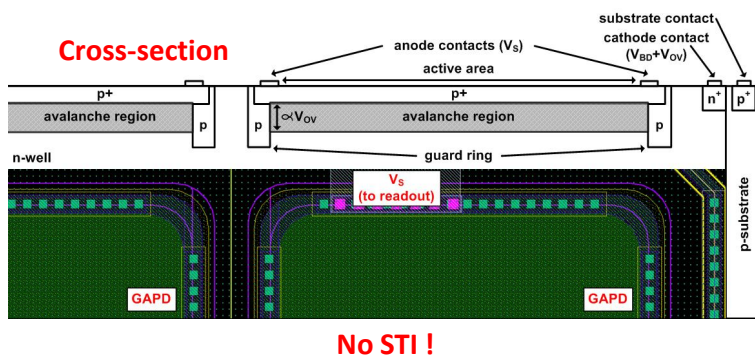 Cross-section
substrate contact
cathode contact
(V_BD+V_OV)
anode contacts (V_S)
active area
p+
p+
n+
p+
avalanche region
p
p
∝V_OV
avalanche region
p
n-well
guard ring
V_S
(to readout)
p-substrate
GAPD
GAPD
No STI !